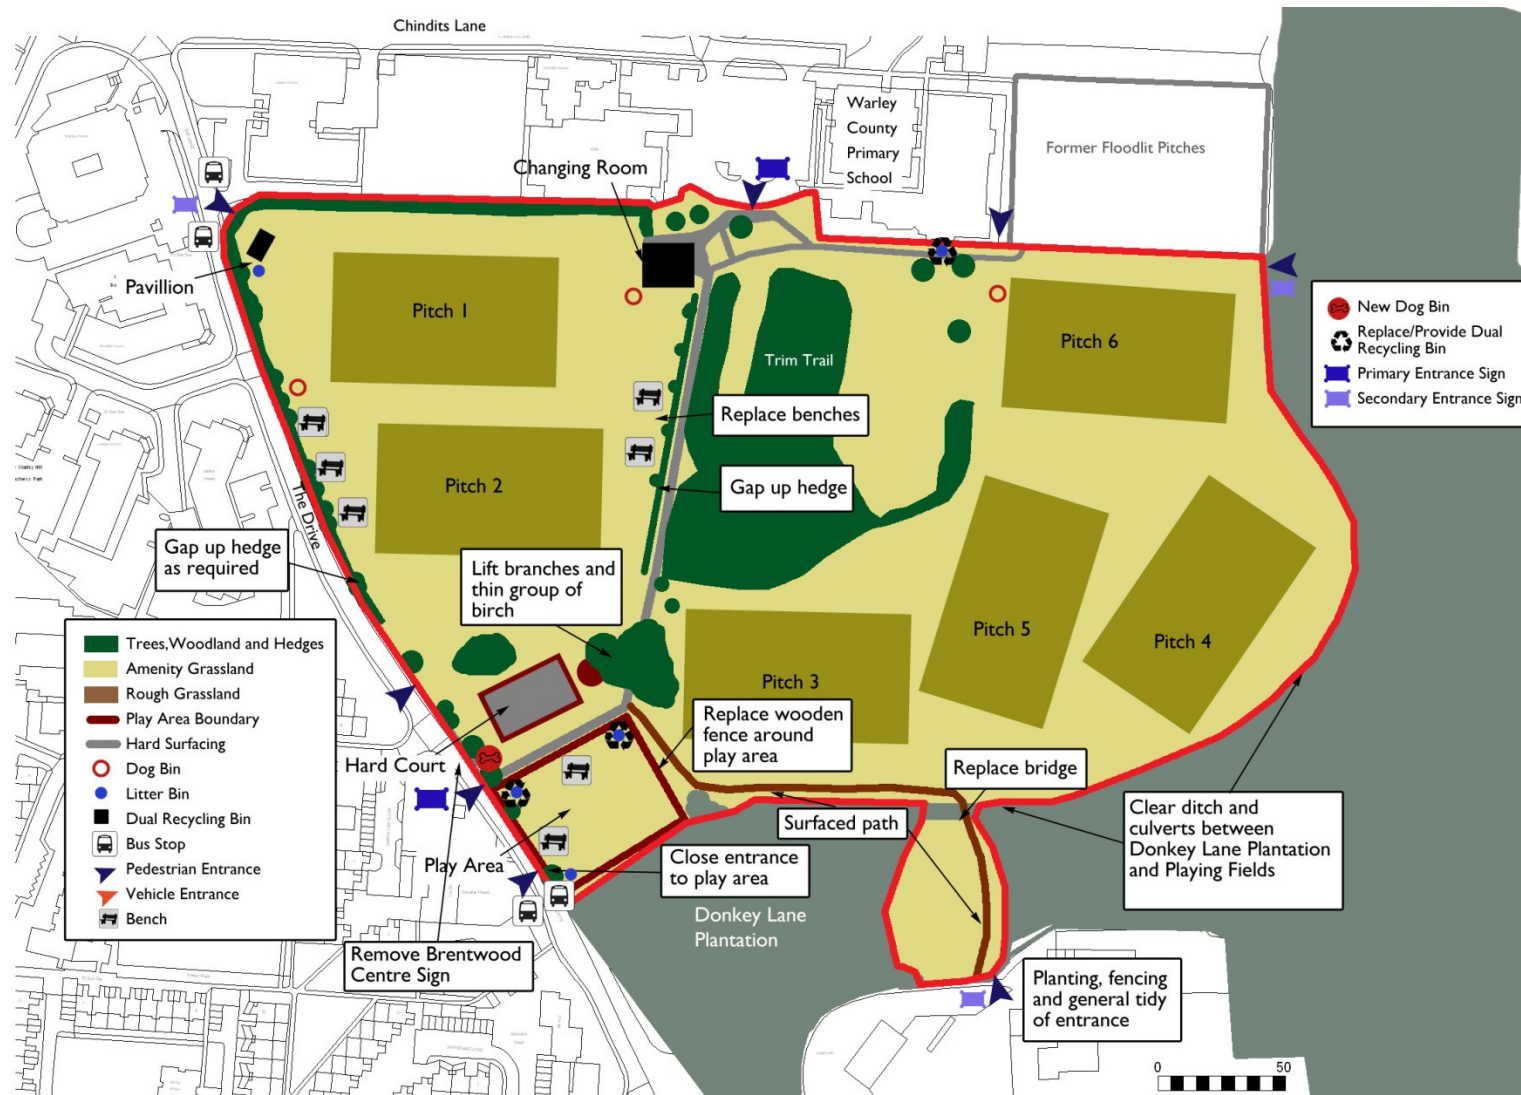 Chindits Lane
Warley
County
Primary
School
Former Floodlit Pitches
Changing Room
Pavillion
Pitch 1
Trim Trail
Pitch 6
New Dog Bin
Replace/Provide Dual
Recycling Bin
Primary Entrance Sign
Secondary Entrance Sign
Replace benches
Pitch 2
Gap up hedge
The Drive
Gap up hedge
as required
Lift branches and
thin group of
birch
Pitch 5
Pitch 4
Pitch 3
Trees,Woodland and Hedges
Amenity Grassland
Rough Grassland
Play Area Boundary
Hard Surfacing
Dog Bin
Litter Bin
Dual Recycling Bin
Bus Stop
Pedestrian Entrance
Vehicle Entrance
Bench
Replace wooden
fence around
play area
Hard Court
Replace bridge
Surfaced path
Clear ditch and
culverts between
Donkey Lane Plantation
and Playing Fields
Play Area
Close entrance
to play area
Donkey Lane
Plantation
Remove Brentwood
Centre Sign
Planting, fencing
and general tidy
of entrance
0 50